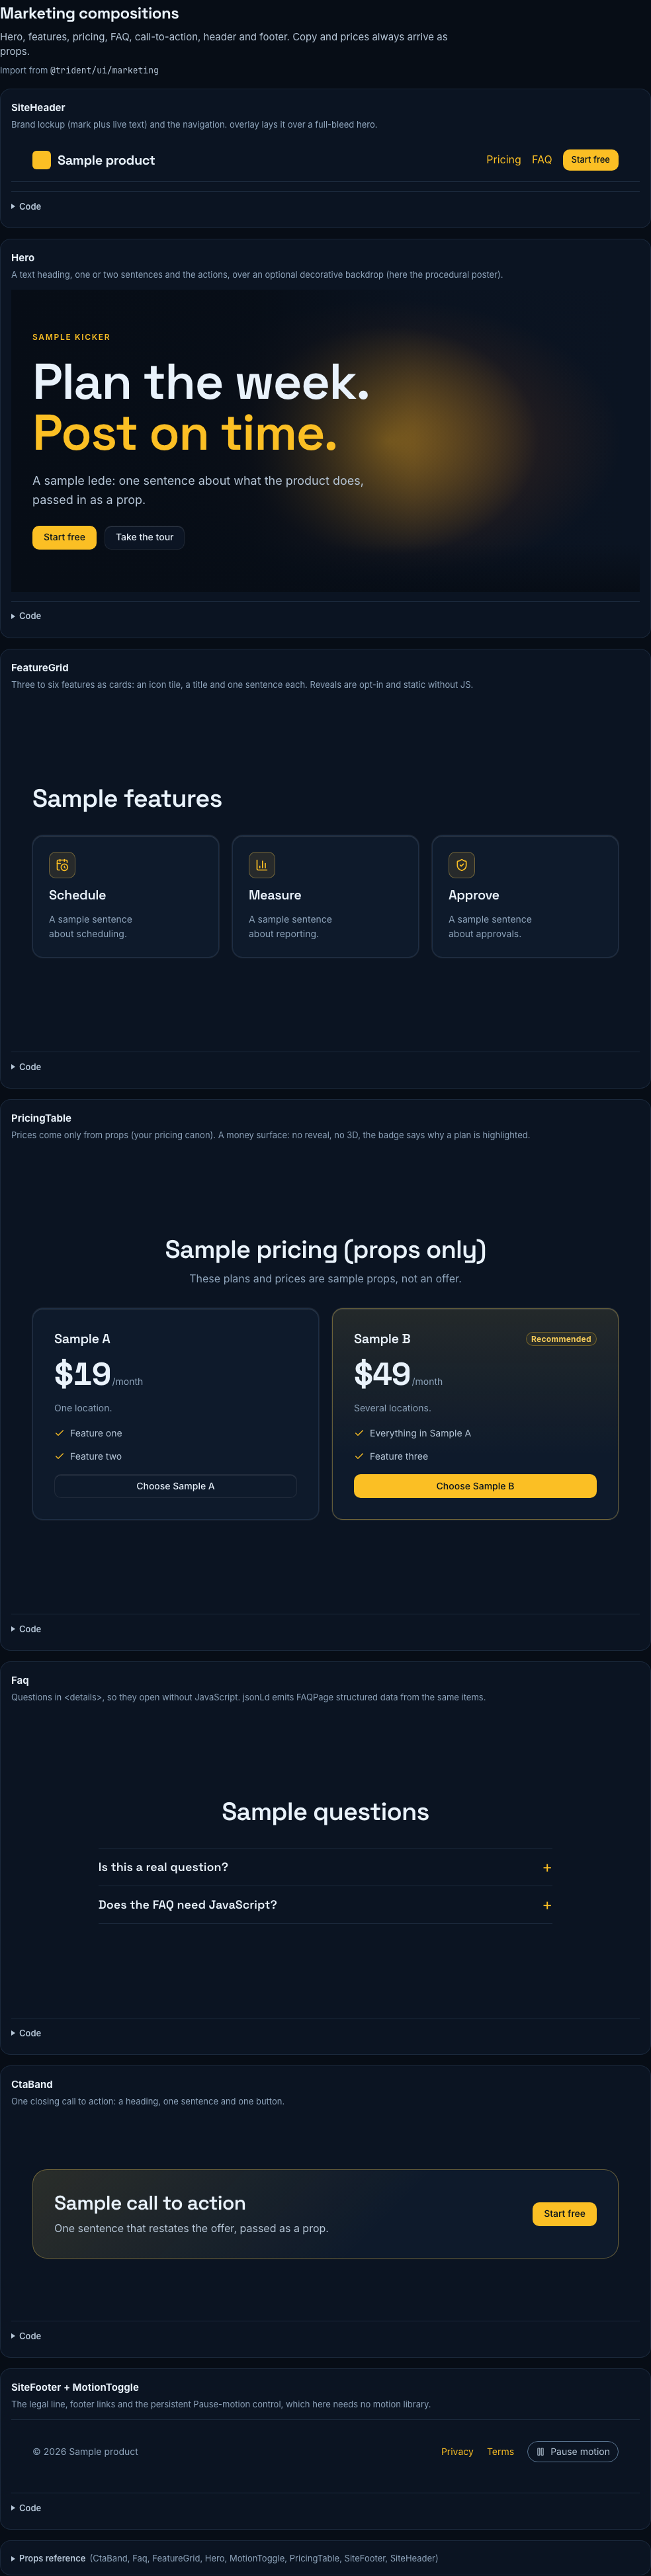 Marketing compositions
Hero, features, pricing, FAQ, call-to-action, header and footer. Copy and prices always arrive as
props.
Import from @trident/ui/marketing
SiteHeader
Brand lockup (mark plus live text) and the navigation. overlay lays it over a full-bleed hero.
Sample product
Pricing FAQ Start free
Code
Hero
A text heading, one or two sentences and the actions, over an optional decorative backdrop (here the procedural poster).
SAMPLE KICKER
Plan the week.
Post on time.
A sample lede: one sentence about what the product does,
passed in as a prop.
Start free Take the tour
Code
FeatureGrid
Three to six features as cards: an icon tile, a title and one sentence each. Reveals are opt-in and static without JS.
Sample features
Schedule
A sample sentence
about scheduling.
Measure
A sample sentence
about reporting.
Approve
A sample sentence
about approvals.
Code
PricingTable
Prices come only from props (your pricing canon). A money surface: no reveal, no 3D, the badge says why a plan is highlighted.
Sample pricing (props only)
These plans and prices are sample props, not an offer.
Sample A
$19/month
One location.
Feature one
Feature two
Choose Sample A
Sample B Recommended
$49/month
Several locations.
Everything in Sample A
Feature three
Choose Sample B
Code
Faq
Questions in <details>, so they open without JavaScript. jsonLd emits FAQPage structured data from the same items.
Sample questions
Is this a real question? +
Does the FAQ need JavaScript? +
Code
CtaBand
One closing call to action: a heading, one sentence and one button.
Sample call to action
One sentence that restates the offer, passed as a prop.
Start free
Code
SiteFooter + MotionToggle
The legal line, footer links and the persistent Pause-motion control, which here needs no motion library.
© 2026 Sample product
Privacy Terms Pause motion
Code
Props reference (CtaBand, Faq, FeatureGrid, Hero, MotionToggle, PricingTable, SiteFooter, SiteHeader)